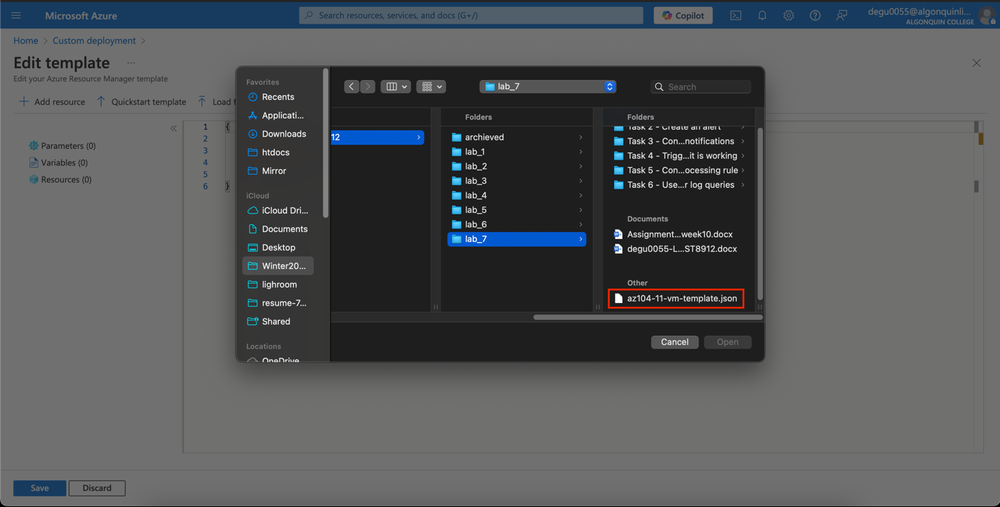 Microsoft Azure
Search resources, services, and docs (G+/)
Copilot
degu0055@algonquinli...
ALGONQUIN COLLEGE
Home > Custom deployment >
Edit template ...
Edit your Azure Resource Manager template
Add resource
Quickstart template
Load f
«
Parameters (0)
Variables (0)
Resources (0)
1 {
2
3
4
5
6 }
Favorites
Recents
Applicati...
Downloads
htdocs
Mirror
iCloud
iCloud Dri...
Documents
Desktop
Winter20...
lighroom
resume-7...
Shared
Locations
OneDrive
lab_7
Search
12
Folders
archieved
lab_1
lab_2
lab_3
lab_4
lab_5
lab_6
lab_7
Folders
Task 2 - Create an alert
Task 3 - Con...notifications
Task 4 - Trigg...it is working
Task 5 - Con...ocessing rule
Task 6 - Use...r log queries
Documents
Assignment...week10.docx
degu0055-L...ST8912.docx
Other
az104-11-vm-template.json
Cancel
Open
Save
Discard